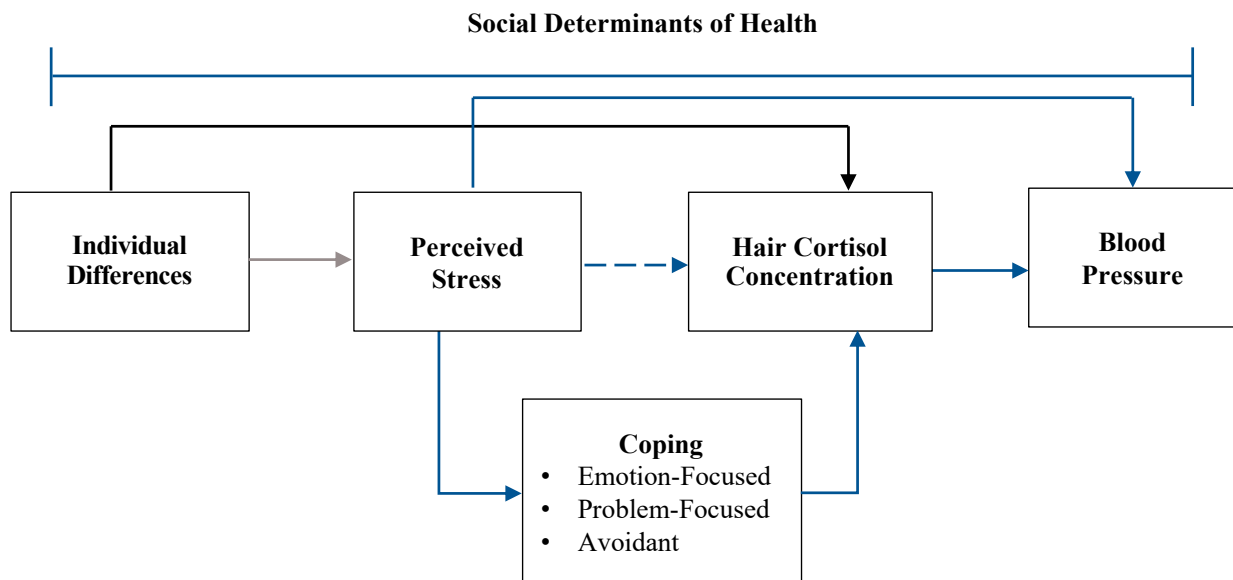 Social Determinants of Health
Individual
Differences
Perceived
Stress
Hair Cortisol
Concentration
Blood
Pressure
Coping
• Emotion-Focused
• Problem-Focused
• Avoidant